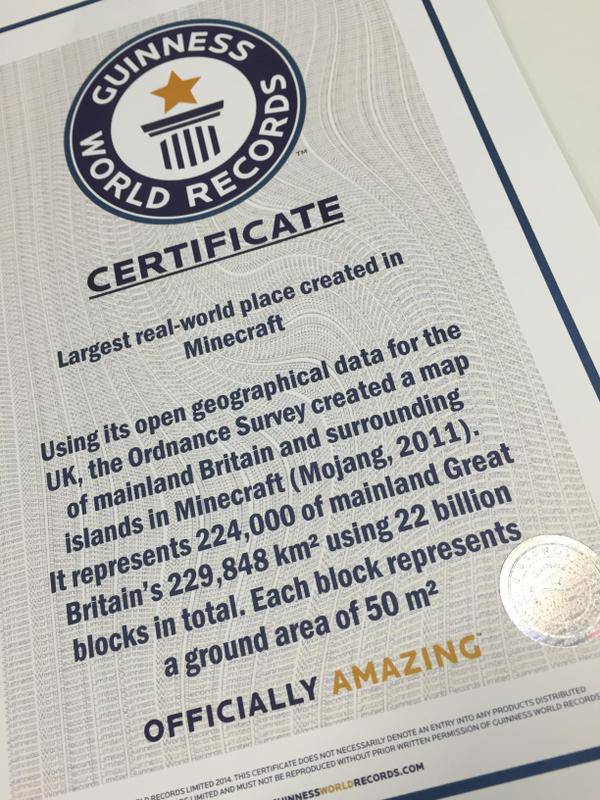 GUINNESS
WORLD RECORDS
TM
CERTIFICATE
Largest real-world place created in
Minecraft
Using its open geographical data for the
UK, the Ordnance Survey created a map
of mainland Britain and surrounding
islands in Minecraft (Mojang, 2011).
It represents 224,000 of mainland Great
Britain's 229,848 km² using 22 billion
blocks in total. Each block represents
a ground area of 50 m²
OFFICIALLY AMAZING
RECORDS LIMITED 2014. THIS CERTIFICATE DOES NOT NECESSARILY DENOTE AN ENTRY INTO ANY PRODUCTS DISTRIBUTED
LIMITED AND MUST NOT BE REPRODUCED WITHOUT PRIOR WRITTEN PERMISSION OF GUINNESS WORLD RECORDS
GUINNESSWORLDRECORDS.COM